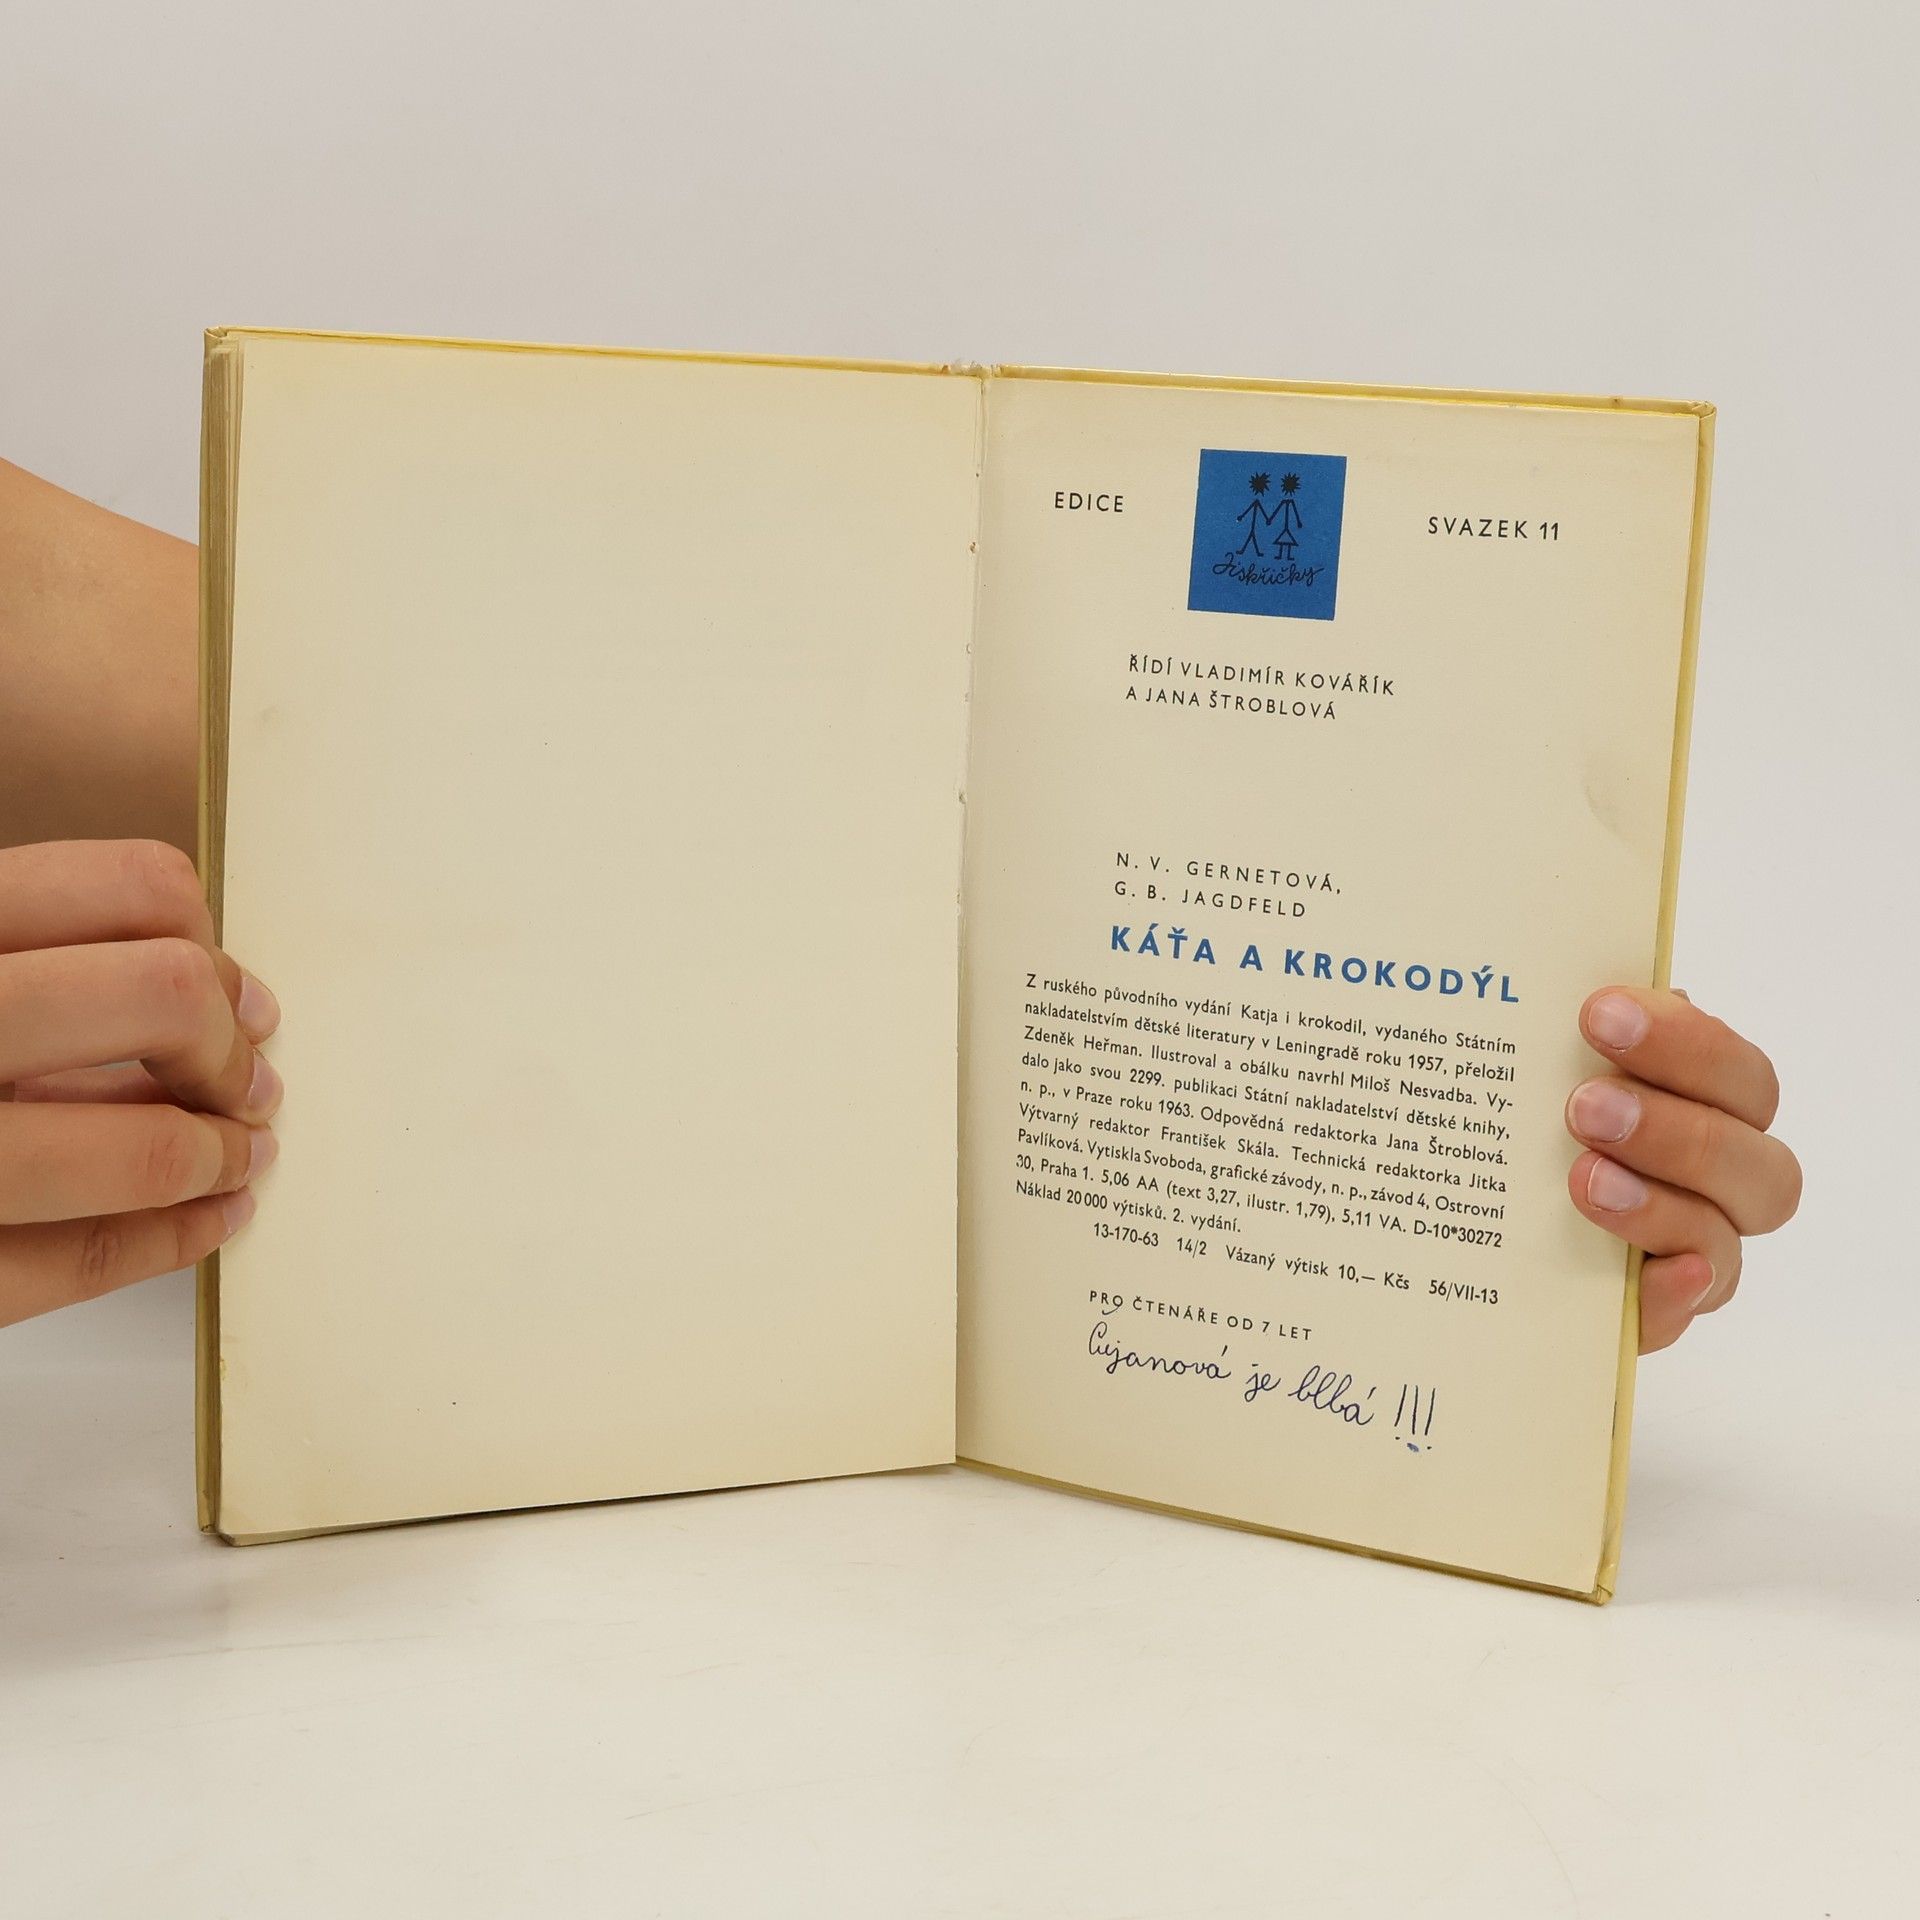 EDICE
Jiskřičky
SVAZEK 11
ŘÍDÍ VLADIMÍR KOVÁŘÍK
A JANA ŠTROBLOVÁ
N. V. GERNETOVÁ,
G. B. JAGDFELD
KÁŤA A KROKODÝL
Z ruského původního vydání Katja i krokodil, vydaného Státním
nakladatelstvím dětské literatury v Leningradě roku 1957, přeložil
Zdeněk Heřman. Ilustroval a obálku navrhl Miloš Nesvadba. Vy-
dalo jako svou 2299. publikaci Státní nakladatelství dětské knihy,
n. p., v Praze roku 1963. Odpovědná redaktorka Jana Štroblová.
Výtvarný redaktor František Skála. Technická redaktorka Jitka
Pavlíková. Vytiskla Svoboda, grafické závody, n. p., závod 4, Ostrovní
30, Praha 1. 5,06 AA (text 3,27, ilustr. 1,79), 5,11 VA. D-10*30272
Náklad 20 000 výtisků. 2. vydání.
13-170-63 14/2 Vázaný výtisk 10,— Kčs 56/VII-13
PRO ČTENÁŘE OD 7 LET
Čujanová je blbá !!!